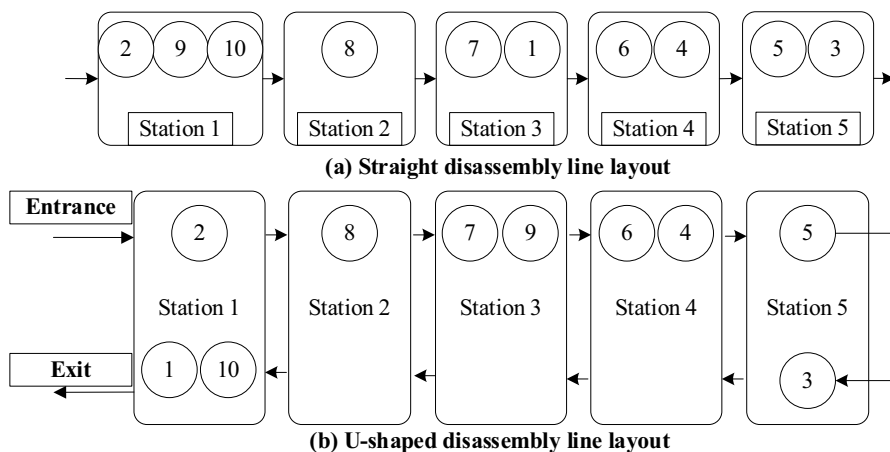 2 9 10 8 7 1 6 4 5 3
Station 1 Station 2 Station 3 Station 4 Station 5
(a) Straight disassembly line layout
Entrance
2 8 7 9 6 4 5
Station 1 Station 2 Station 3 Station 4 Station 5
Exit
1 10 3
(b) U-shaped disassembly line layout